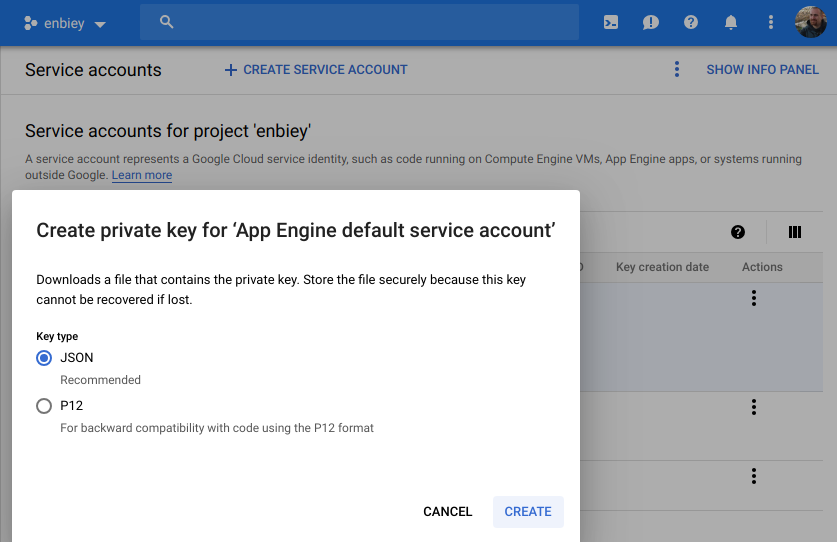 enbiey
Service accounts
CREATE SERVICE ACCOUNT
SHOW INFO PANEL
Service accounts for project 'enbiey'
A service account represents a Google Cloud service identity, such as code running on Compute Engine VMs, App Engine apps, or systems running
outside Google. Learn more
Key creation date
Actions
Create private key for ‘App Engine default service account’
Downloads a file that contains the private key. Store the file securely because this key
cannot be recovered if lost.
Key type
JSON
Recommended
P12
For backward compatibility with code using the P12 format
CANCEL
CREATE